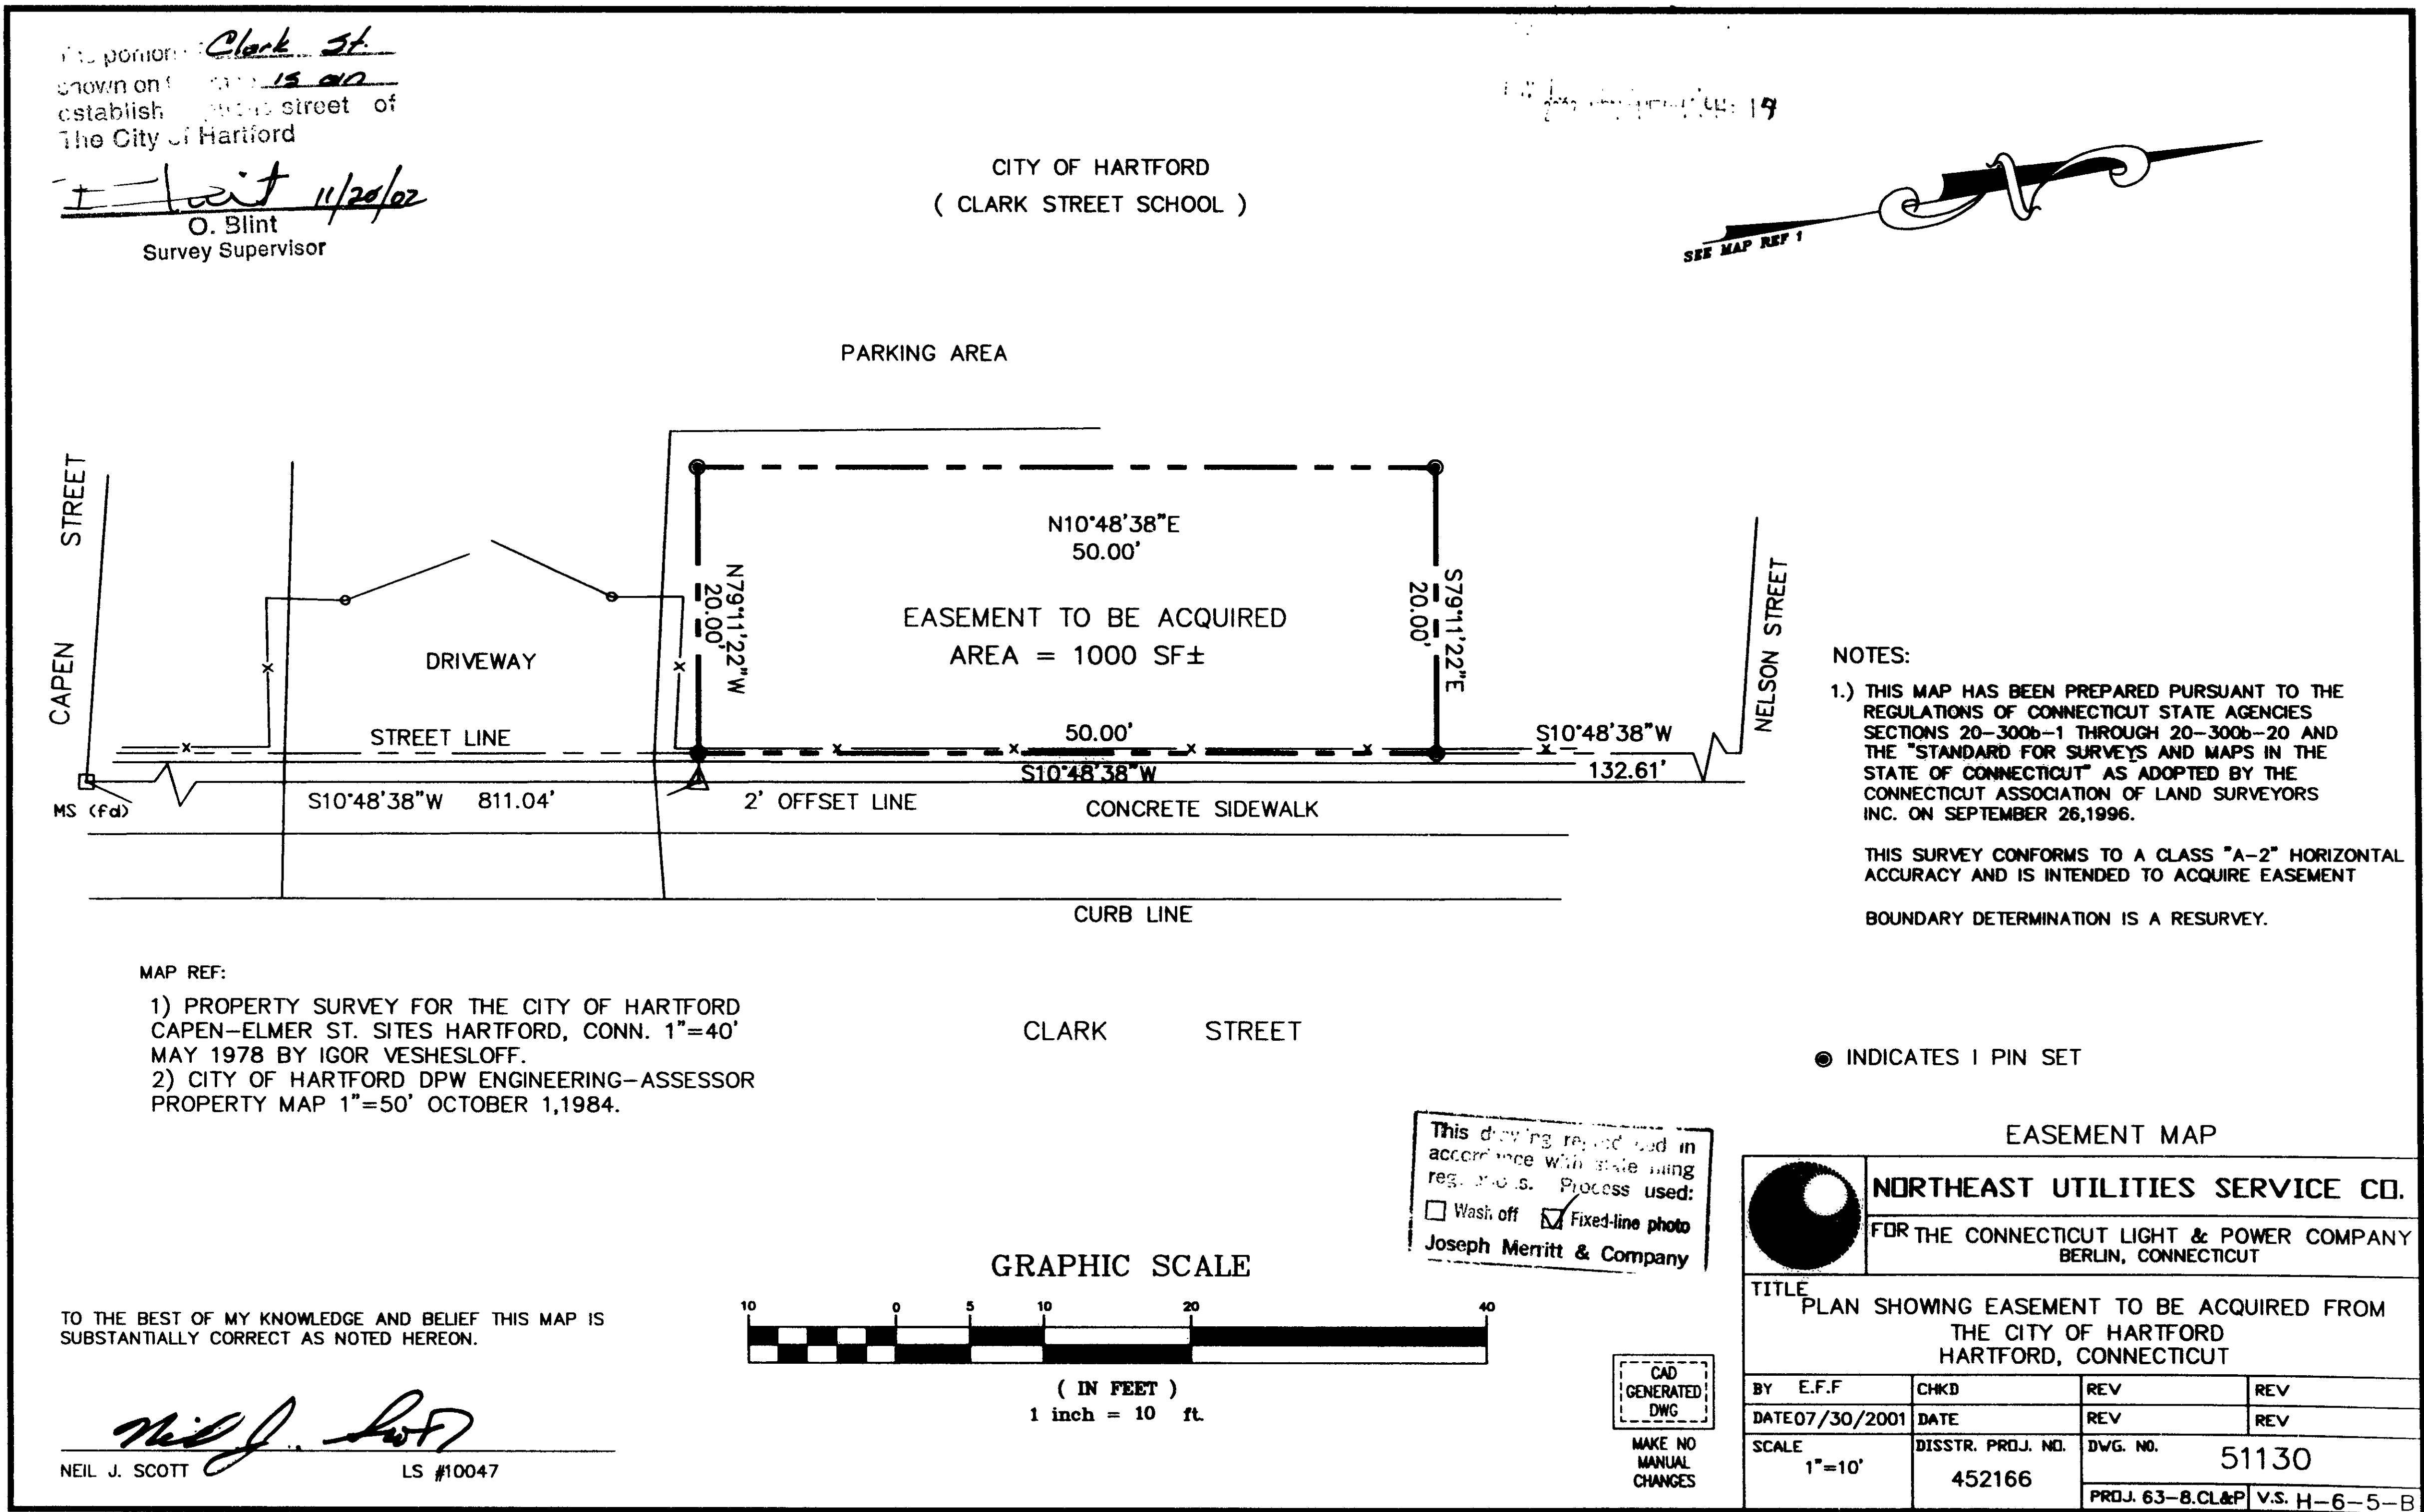 Clark St.
shown on is an
establish street of
The City of Hartford
11/20/02
O. Blint
Survey Supervisor
CITY OF HARTFORD
( CLARK STREET SCHOOL )
SEE MAP REF 1
PARKING AREA
CAPEN STREET
N10°48'38"E
50.00'
N79°11'22"W
20.00'
S79°11'22"E
20.00'
EASEMENT TO BE ACQUIRED
AREA = 1000 SF±
DRIVEWAY
NELSON STREET
STREET LINE
50.00'
S10°48'38"W
S10°48'38"W
132.61'
MS (fd)
S10°48'38"W 811.04'
2' OFFSET LINE
CONCRETE SIDEWALK
CURB LINE
NOTES:
1.) THIS MAP HAS BEEN PREPARED PURSUANT TO THE
REGULATIONS OF CONNECTICUT STATE AGENCIES
SECTIONS 20-300b-1 THROUGH 20-300b-20 AND
THE "STANDARD FOR SURVEYS AND MAPS IN THE
STATE OF CONNECTICUT" AS ADOPTED BY THE
CONNECTICUT ASSOCIATION OF LAND SURVEYORS
INC. ON SEPTEMBER 26,1996.
THIS SURVEY CONFORMS TO A CLASS "A-2" HORIZONTAL
ACCURACY AND IS INTENDED TO ACQUIRE EASEMENT
BOUNDARY DETERMINATION IS A RESURVEY.
MAP REF:
1) PROPERTY SURVEY FOR THE CITY OF HARTFORD
CAPEN-ELMER ST. SITES HARTFORD, CONN. 1"=40'
MAY 1978 BY IGOR VESHESLOFF.
2) CITY OF HARTFORD DPW ENGINEERING-ASSESSOR
PROPERTY MAP 1"=50' OCTOBER 1,1984.
CLARK STREET
INDICATES I PIN SET
This drawing reproduced in
accordance with state filing
regulations. Process used:
Wash off Fixed-line photo
Joseph Merritt & Company
EASEMENT MAP
NORTHEAST UTILITIES SERVICE CO.
FOR THE CONNECTICUT LIGHT & POWER COMPANY
BERLIN, CONNECTICUT
TITLE
PLAN SHOWING EASEMENT TO BE ACQUIRED FROM
THE CITY OF HARTFORD
HARTFORD, CONNECTICUT
BY E.F.F CHKD REV REV
DATE 07/30/2001 DATE REV REV
SCALE 1"=10'
DISSTR. PROJ. NO. 452166
DWG. NO. 51130
PROJ. 63-8.CL&P V.S. H-6-5-B
GRAPHIC SCALE
10 0 5 10 20 40
( IN FEET )
1 inch = 10 ft.
CAD
GENERATED
DWG
MAKE NO
MANUAL
CHANGES
TO THE BEST OF MY KNOWLEDGE AND BELIEF THIS MAP IS
SUBSTANTIALLY CORRECT AS NOTED HEREON.
Neil J. Scott
NEIL J. SCOTT LS #10047